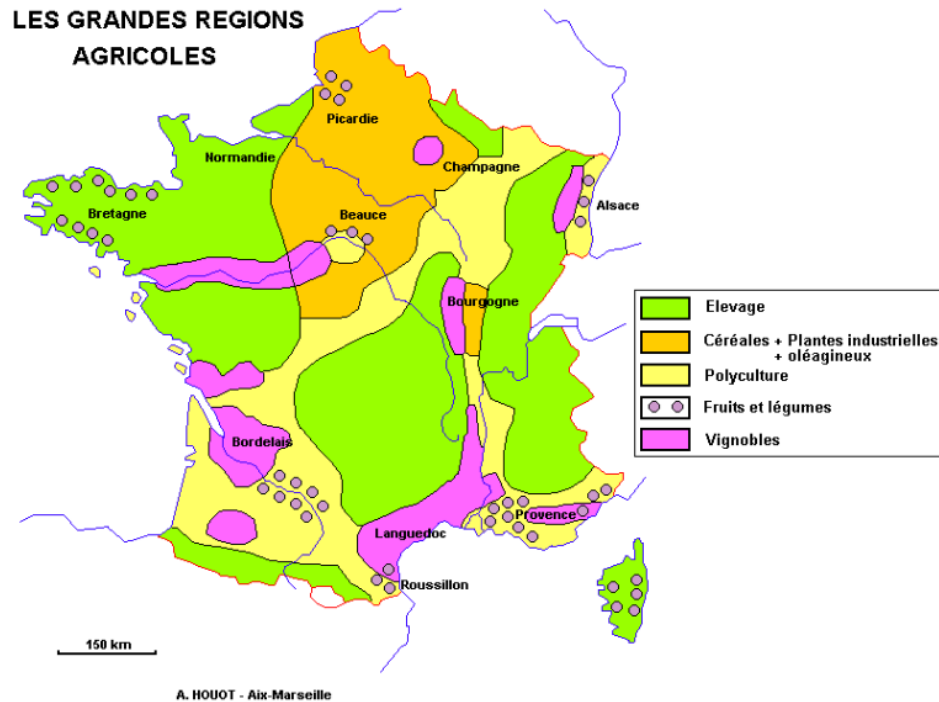 LES GRANDES REGIONS
AGRICOLES
Picardie
Normandie
Champagne
Bretagne
Beauce
Alsace
Bourgogne
Bordelais
Provence
Languedoc
Roussillon
Elevage
Céréales + Plantes industrielles
+ oléagineux
Polyculture
Fruits et légumes
Vignobles
150 km
A. HOUOT - Aix-Marseille